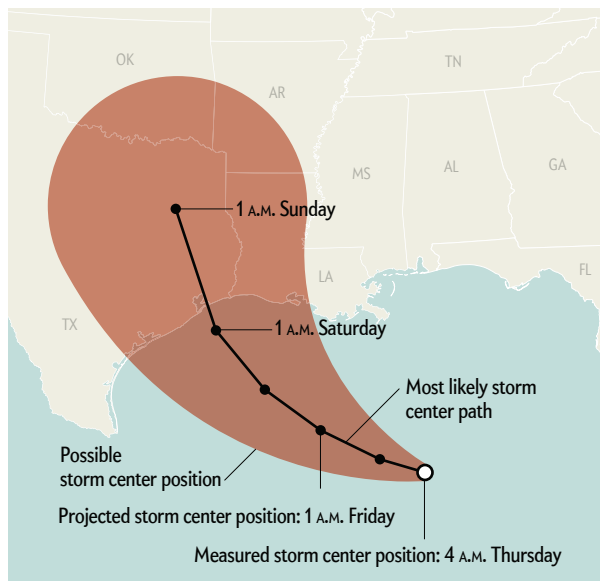 OK
TN
AR
GA
MS
AL
1 A.M. Sunday
LA
FL
TX
1 A.M. Saturday
Most likely storm
center path
Possible
storm center position
Projected storm center position: 1 A.M. Friday
Measured storm center position: 4 A.M. Thursday